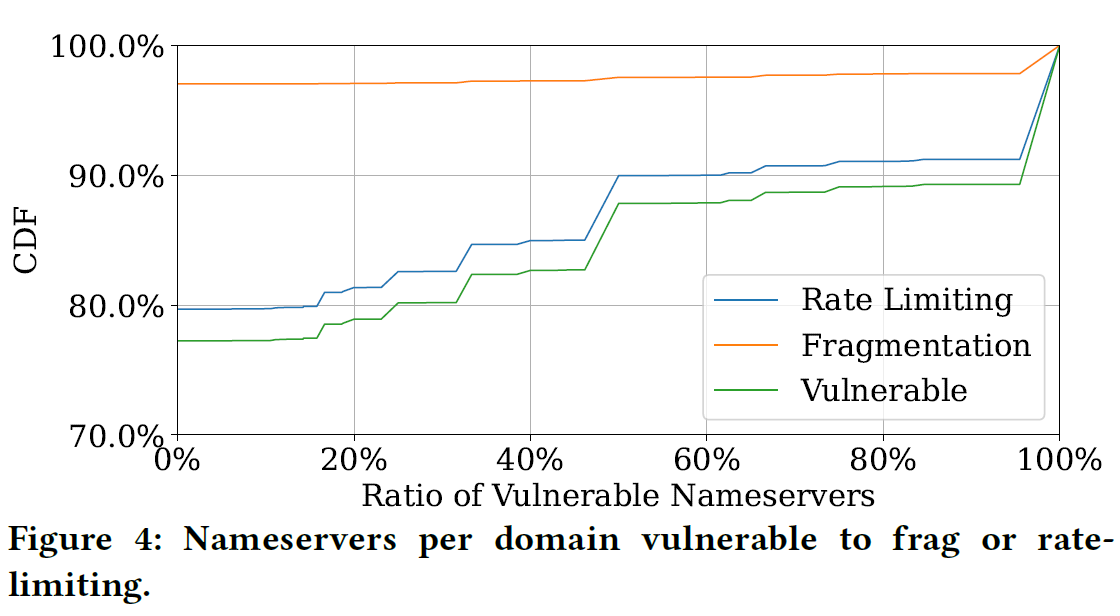 100.0%
90.0%
80.0%
70.0%
CDF
0% 20% 40% 60% 80% 100%
Ratio of Vulnerable Nameservers
Rate Limiting
Fragmentation
Vulnerable
Figure 4: Nameservers per domain vulnerable to frag or rate-
limiting.